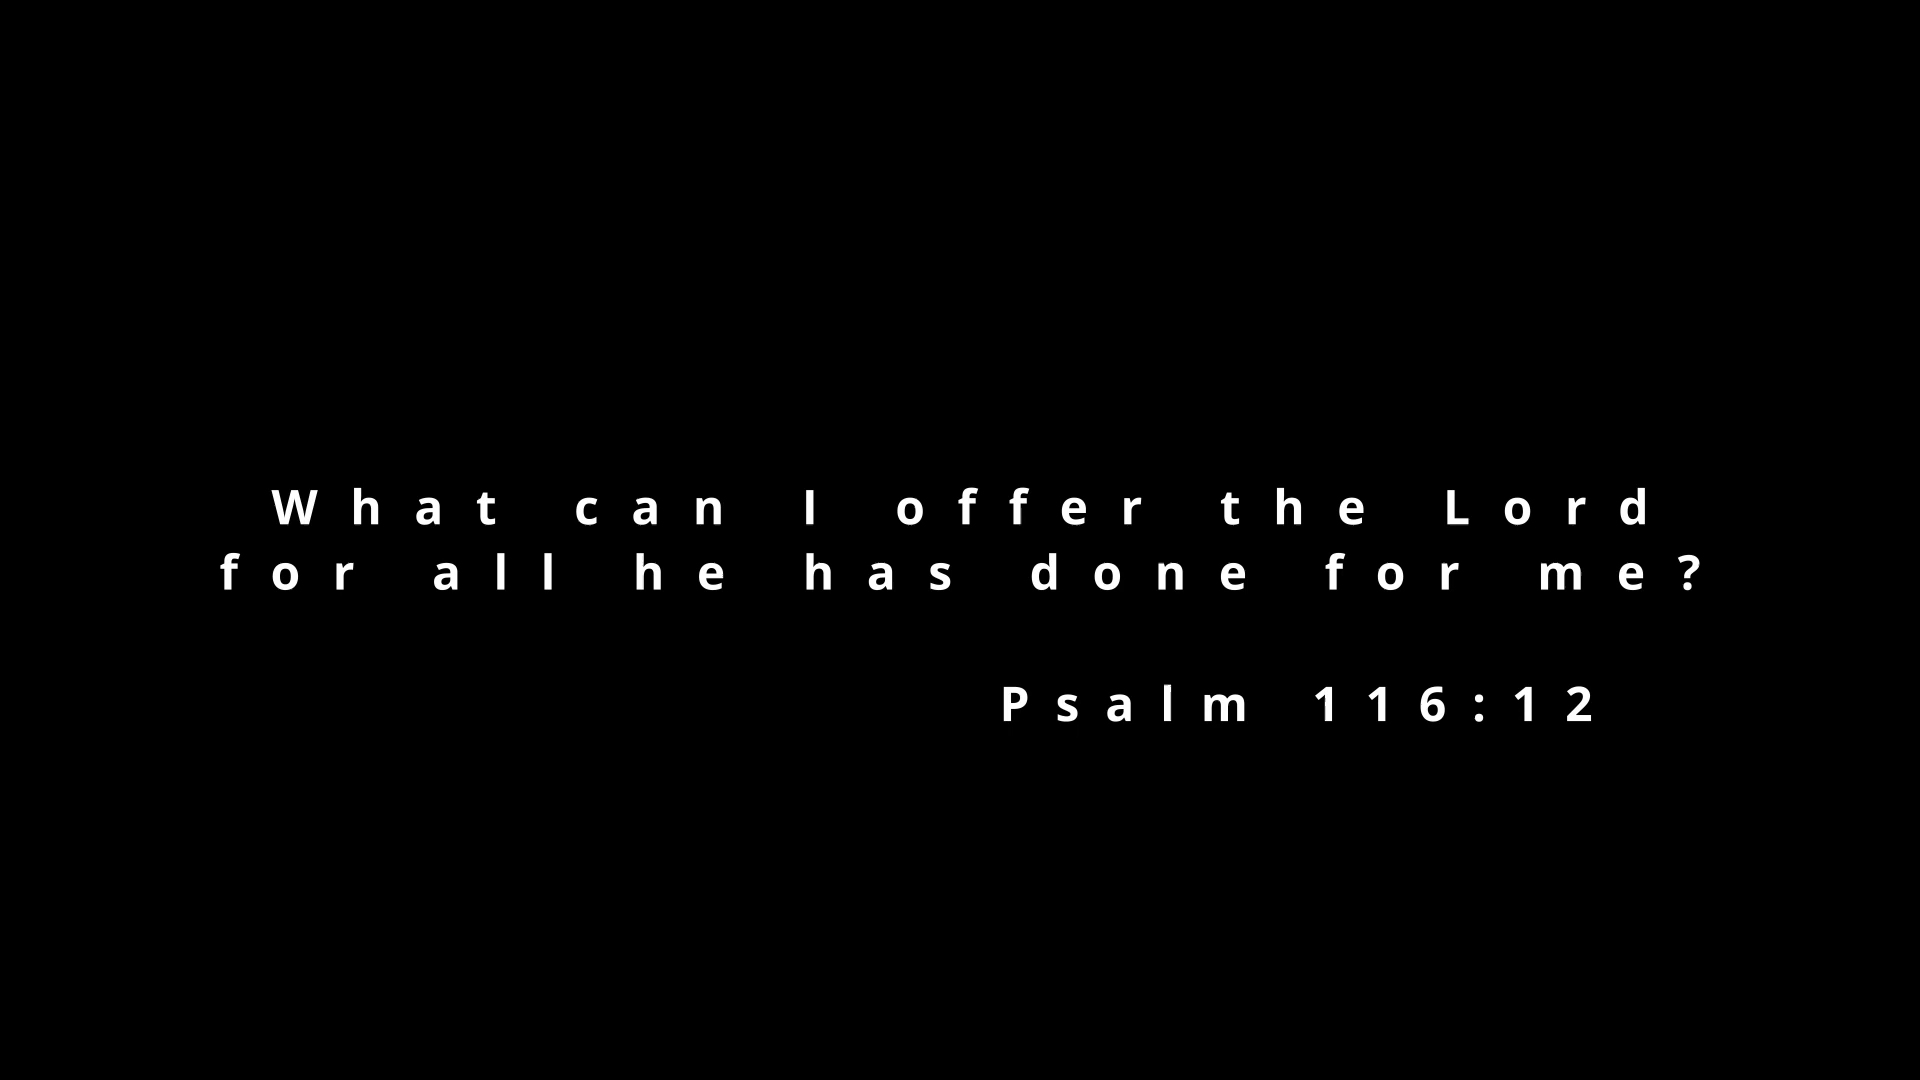 What can I offer the Lord
for all he has done for me?
Psalm 116:12